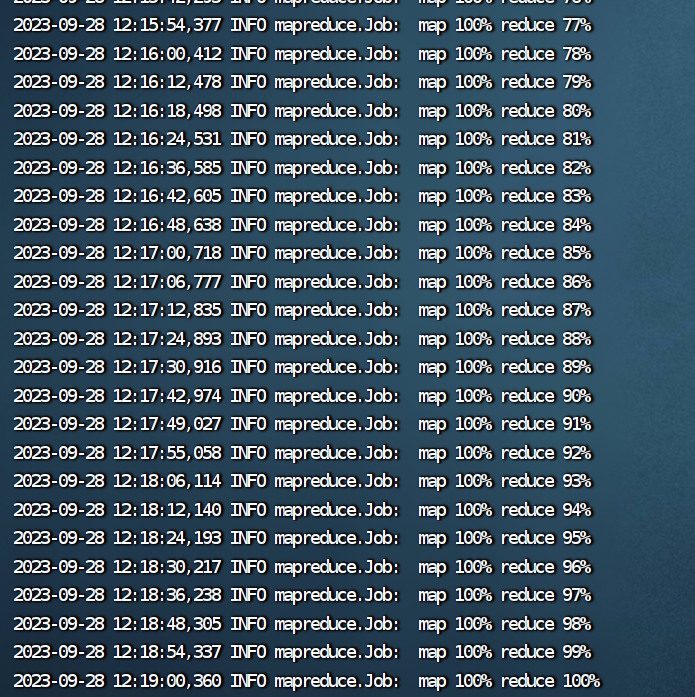 2023-09-28 12:15:54,377 INFO mapreduce.Job:  map 100% reduce 77%
2023-09-28 12:16:00,412 INFO mapreduce.Job:  map 100% reduce 78%
2023-09-28 12:16:12,478 INFO mapreduce.Job:  map 100% reduce 79%
2023-09-28 12:16:18,498 INFO mapreduce.Job:  map 100% reduce 80%
2023-09-28 12:16:24,531 INFO mapreduce.Job:  map 100% reduce 81%
2023-09-28 12:16:36,585 INFO mapreduce.Job:  map 100% reduce 82%
2023-09-28 12:16:42,605 INFO mapreduce.Job:  map 100% reduce 83%
2023-09-28 12:16:48,638 INFO mapreduce.Job:  map 100% reduce 84%
2023-09-28 12:17:00,718 INFO mapreduce.Job:  map 100% reduce 85%
2023-09-28 12:17:06,777 INFO mapreduce.Job:  map 100% reduce 86%
2023-09-28 12:17:12,835 INFO mapreduce.Job:  map 100% reduce 87%
2023-09-28 12:17:24,893 INFO mapreduce.Job:  map 100% reduce 88%
2023-09-28 12:17:30,916 INFO mapreduce.Job:  map 100% reduce 89%
2023-09-28 12:17:42,974 INFO mapreduce.Job:  map 100% reduce 90%
2023-09-28 12:17:49,027 INFO mapreduce.Job:  map 100% reduce 91%
2023-09-28 12:17:55,058 INFO mapreduce.Job:  map 100% reduce 92%
2023-09-28 12:18:06,114 INFO mapreduce.Job:  map 100% reduce 93%
2023-09-28 12:18:12,140 INFO mapreduce.Job:  map 100% reduce 94%
2023-09-28 12:18:24,193 INFO mapreduce.Job:  map 100% reduce 95%
2023-09-28 12:18:30,217 INFO mapreduce.Job:  map 100% reduce 96%
2023-09-28 12:18:36,238 INFO mapreduce.Job:  map 100% reduce 97%
2023-09-28 12:18:48,305 INFO mapreduce.Job:  map 100% reduce 98%
2023-09-28 12:18:54,337 INFO mapreduce.Job:  map 100% reduce 99%
2023-09-28 12:19:00,360 INFO mapreduce.Job:  map 100% reduce 100%